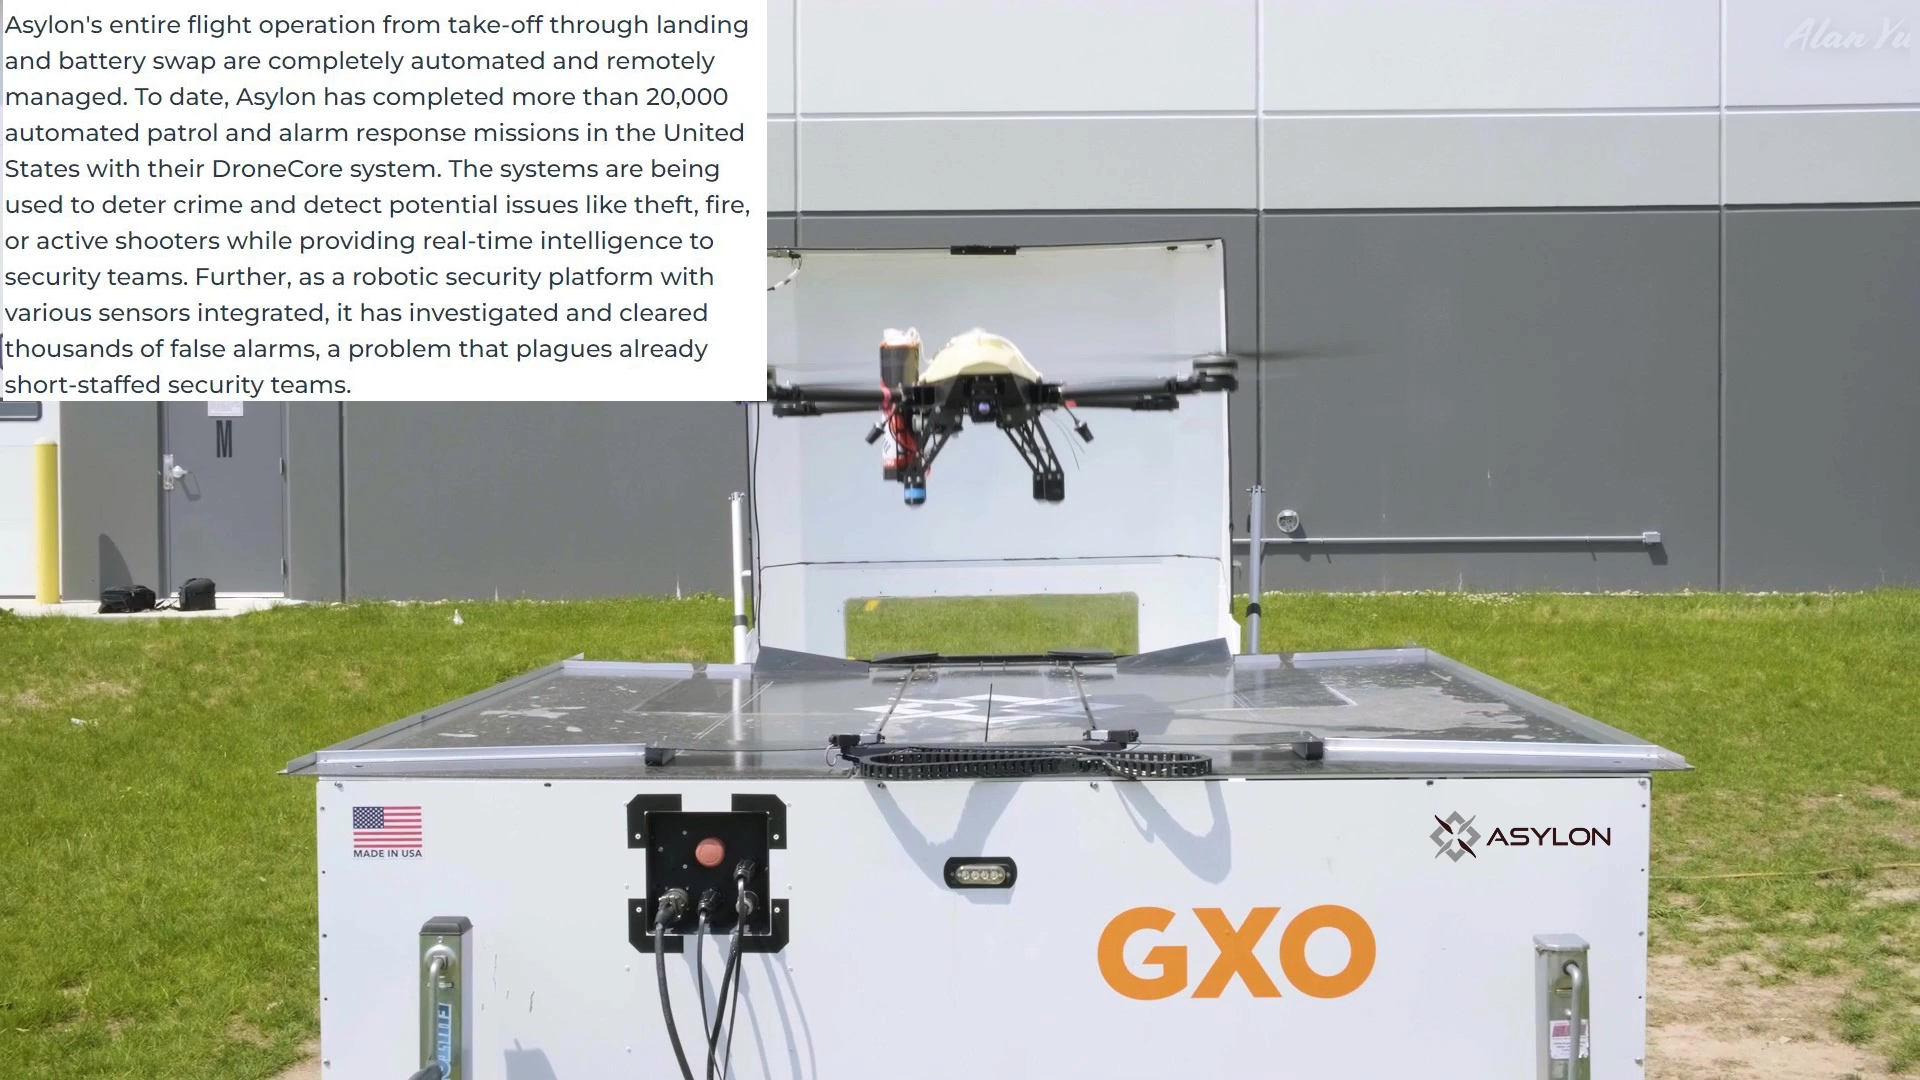 Asylon's entire flight operation from take-off through landing
and battery swap are completely automated and remotely
managed. To date, Asylon has completed more than 20,000
automated patrol and alarm response missions in the United
States with their DroneCore system. The systems are being
used to deter crime and detect potential issues like theft, fire,
or active shooters while providing real-time intelligence to
security teams. Further, as a robotic security platform with
various sensors integrated, it has investigated and cleared
thousands of false alarms, a problem that plagues already
short-staffed security teams.
Alan Yu
M
MADE IN USA
ASYLON
GXO